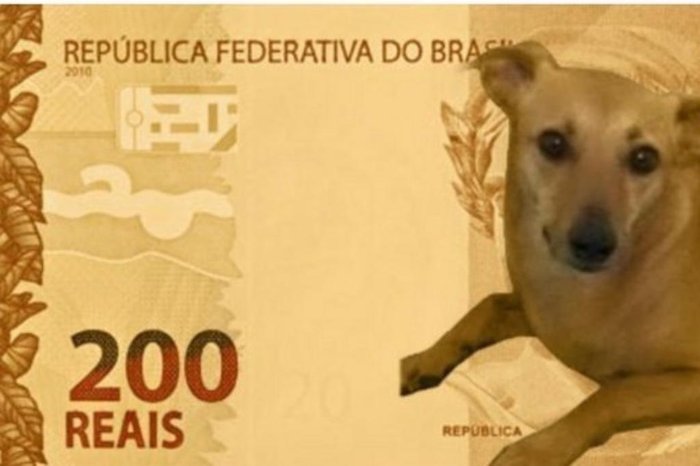 REPÚBLICA FEDERATIVA DO BRASIL
2010
200
REAIS
20
REPÚBLICA